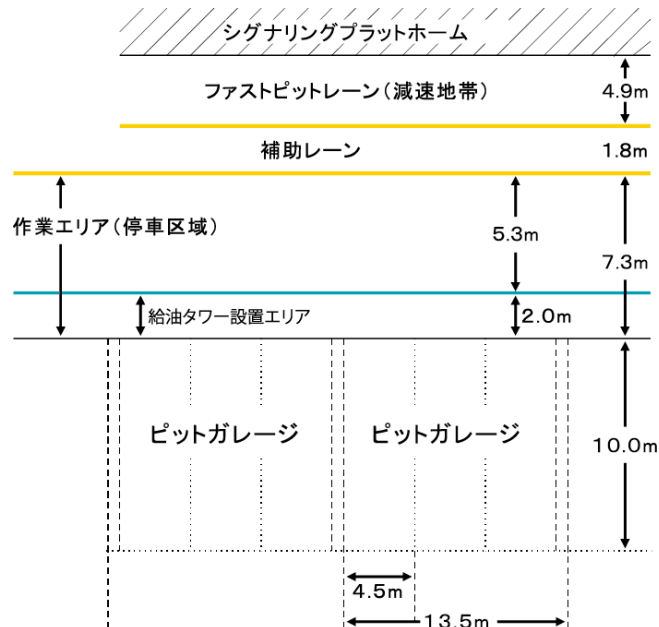 シグナリングプラットホーム
ファストピットレーン(減速地帯)
4.9m
補助レーン
1.8m
作業エリア(停車区域)
5.3m
7.3m
給油タワー設置エリア
2.0m
ピットガレージ
ピットガレージ
10.0m
4.5m
13.5m